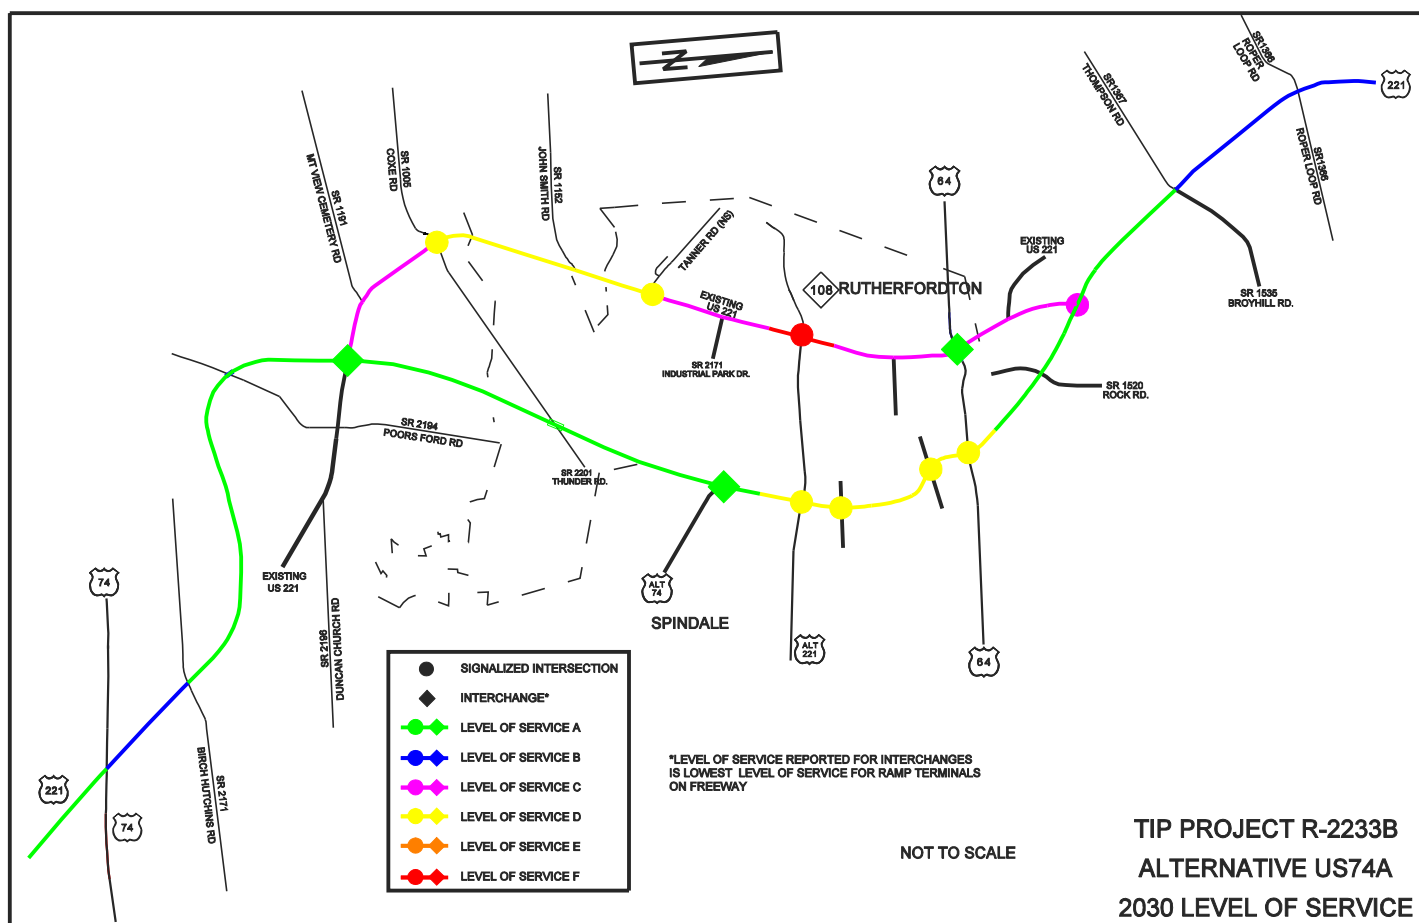 N
SR1366
ROPER
LOOP RD
SR1367
THOMPSON RD
221
SR1366
ROPER LOOP RD
SR 1191
MT VIEW CEMETERY RD
SR 1005
COXE RD
SR 1152
JOHN SMITH RD
TANNER RD (NS)
64
EXISTING
US 221
108
RUTHERFORDTON
SR 1535
BROYHILL RD.
EXISTING
US 221
SR 2171
INDUSTRIAL PARK DR.
SR 1520
ROCK RD.
SR 2194
POORS FORD RD
SR 2201
THUNDER RD.
EXISTING
US 221
74
ALT
74
SPINDALE
ALT
221
64
SR 2198
DUNCAN CHURCH RD
SR 2171
BIRCH HUTCHINS RD
221
74
SIGNALIZED INTERSECTION
INTERCHANGE*
LEVEL OF SERVICE A
LEVEL OF SERVICE B
LEVEL OF SERVICE C
LEVEL OF SERVICE D
LEVEL OF SERVICE E
LEVEL OF SERVICE F
*LEVEL OF SERVICE REPORTED FOR INTERCHANGES
IS LOWEST LEVEL OF SERVICE FOR RAMP TERMINALS
ON FREEWAY
NOT TO SCALE
TIP PROJECT R-2233B
ALTERNATIVE US74A
2030 LEVEL OF SERVICE